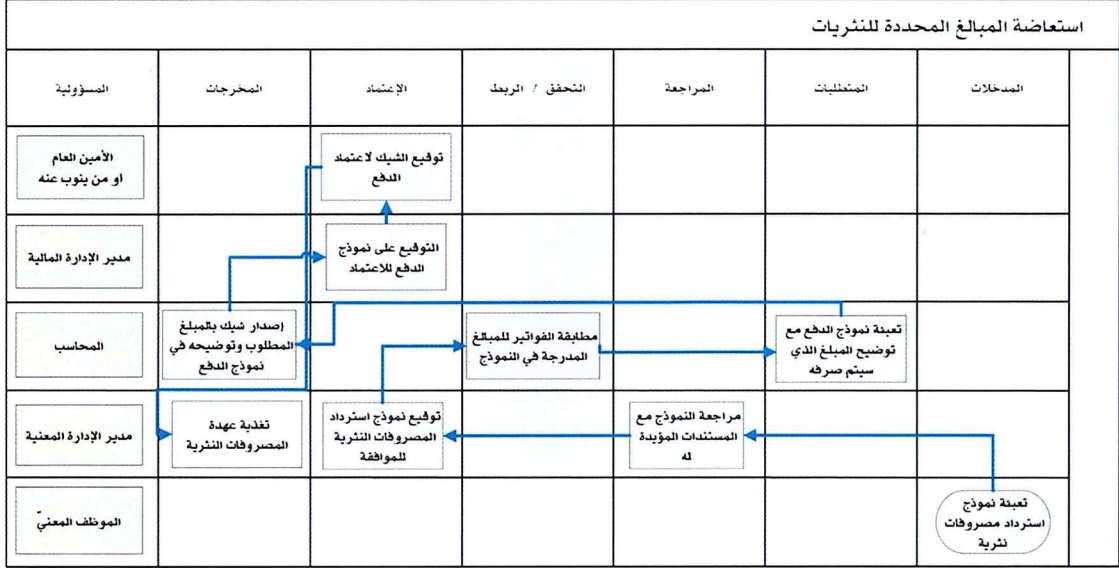 استعاضة المبالغ المحددة للنثريات
المدخلات
المتطلبات
المراجعة
التحقق / الربط
الإعتماد
المخرجات
المسؤولية
توقيع الشيك لاعتماد
الدفع
الأمين العام
او من ينوب عنه
التوقيع على نموذج
الدفع للاعتماد
مدير الإدارة المالية
تعبئة نموذج الدفع مع
توضيح المبلغ الذي
سيتم صرفه
مطابقة الفواتير للمبالغ
المدرجة في النموذج
إصدار شيك بالمبلغ
المطلوب وتوضيحه في
نموذج الدفع
المحاسب
مراجعة النموذج مع
المستندات المؤيدة
له
توقيع نموذج استرداد
المصروفات النثرية
للموافقة
تغذية عهدة
المصروفات النثرية
مدير الإدارة المعنية
تعبئة نموذج
استرداد مصروفات
نثرية
الموظف المعنيّ